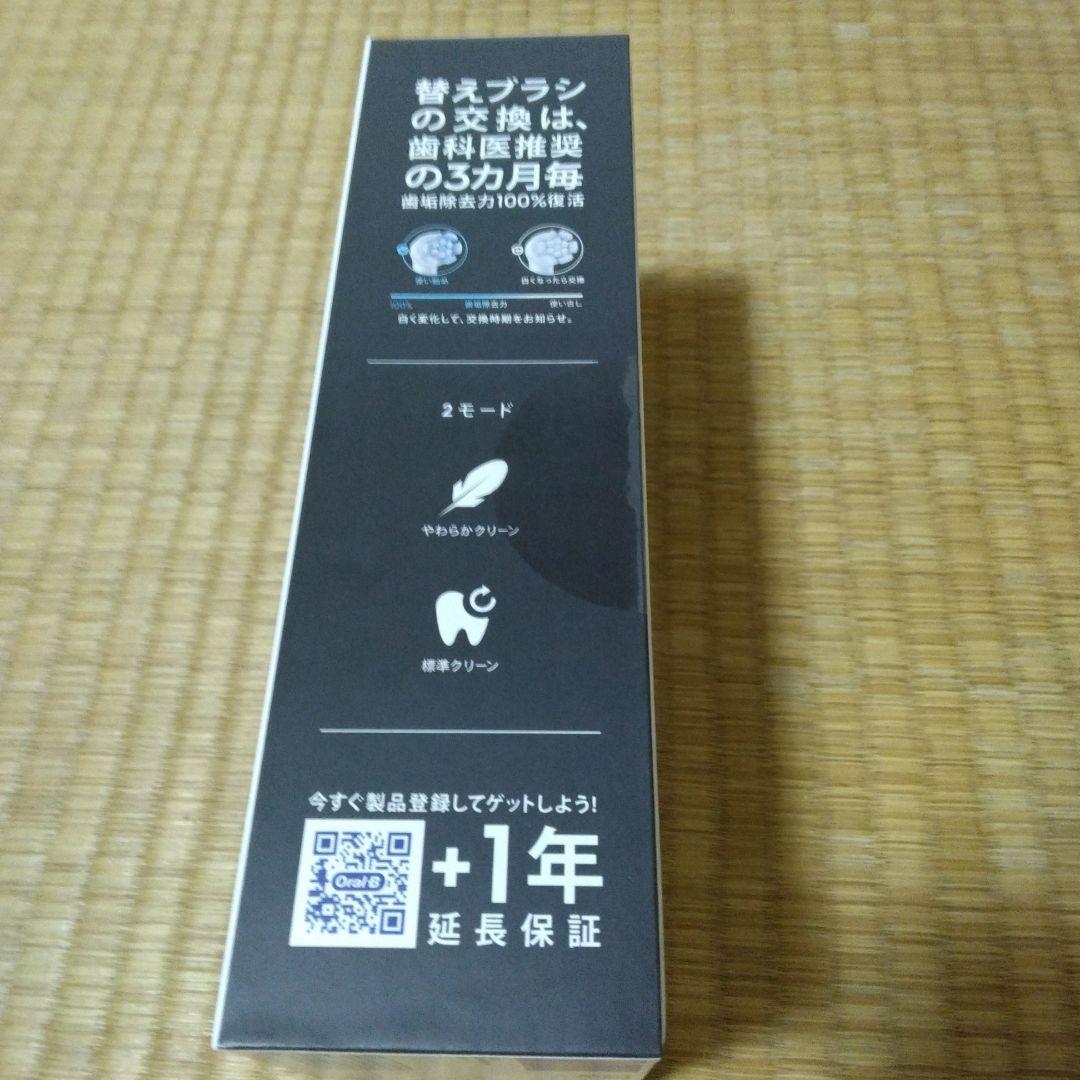 替えブラシ
の交換は、
歯科医推奨
の3カ月毎
歯垢除去力100%復活
白くなったら交換
100% 歯垢除去力 使い古し
白く変化して、交換時期をお知らせ。
2モード
やわらかクリーン
標準クリーン
今すぐ製品登録してゲットしよう!
Oral-B
+1年
延長保証